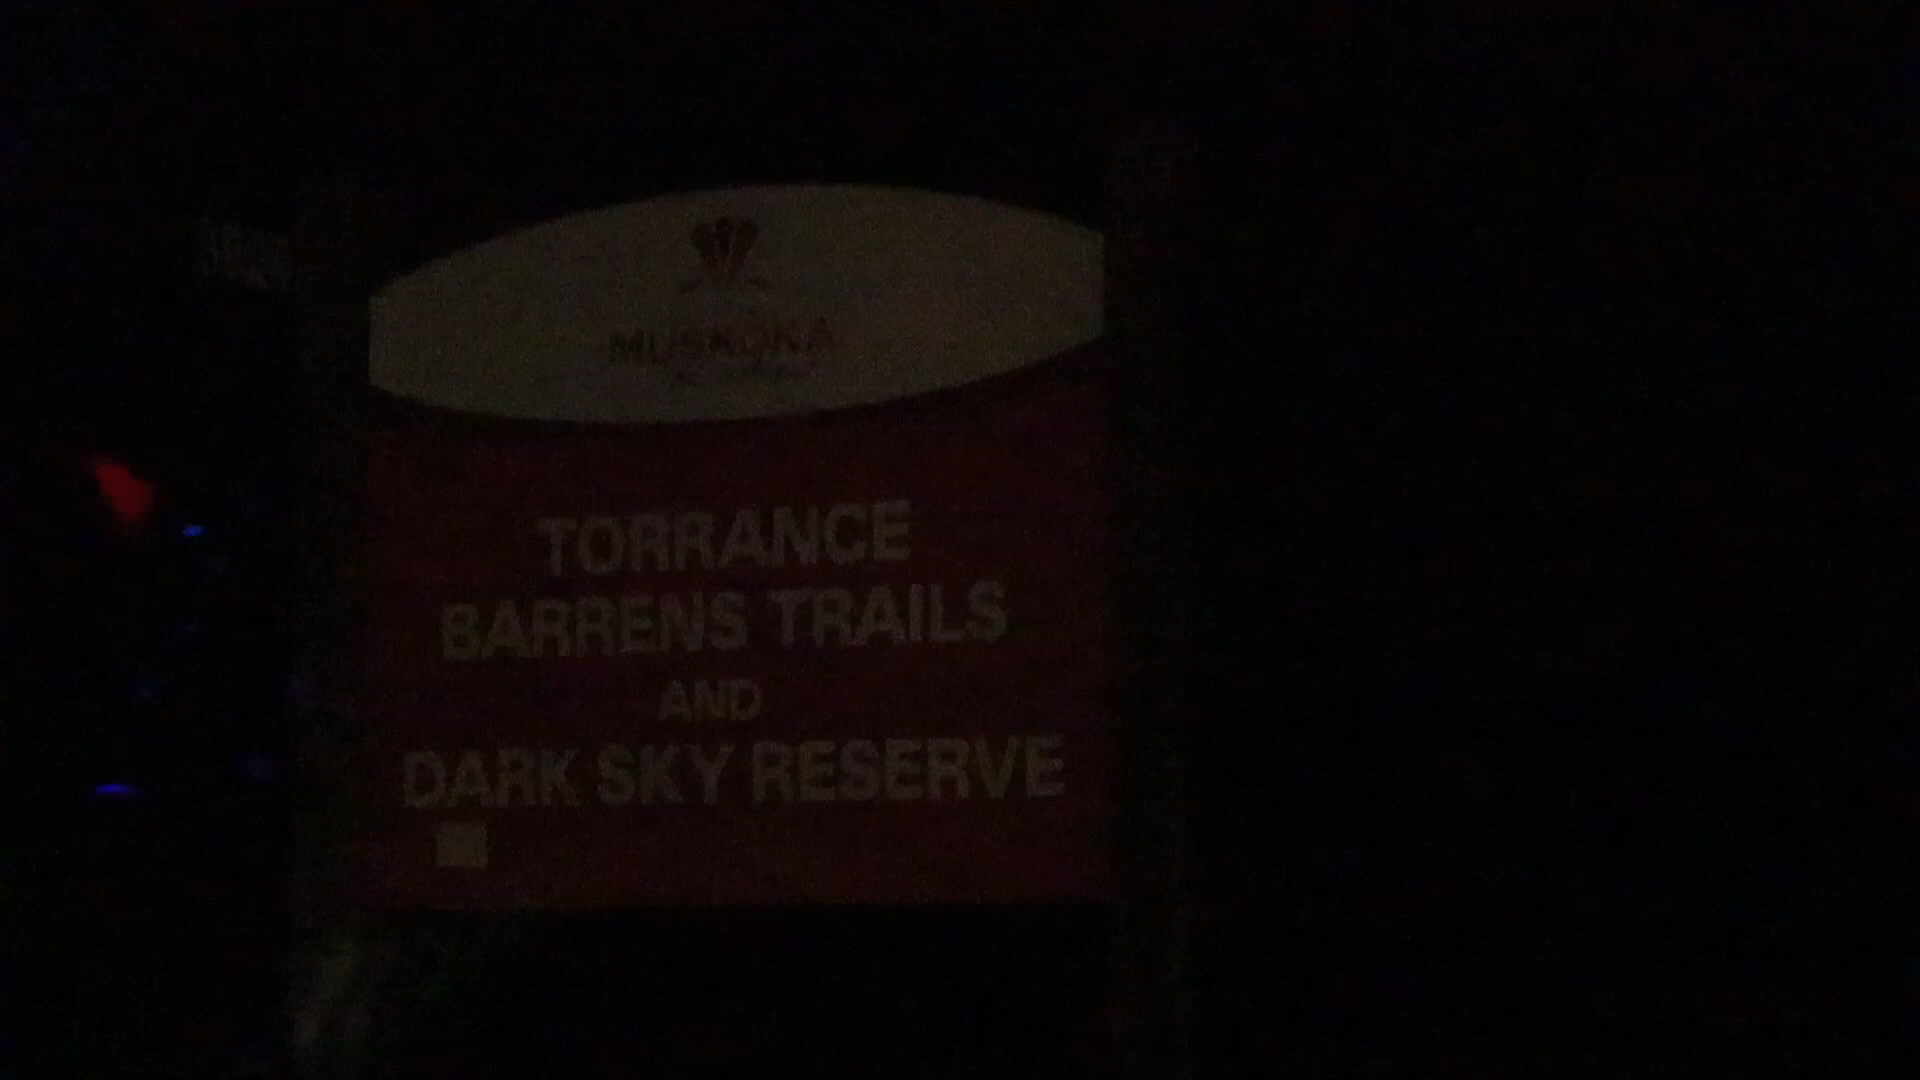 MUSKOKA
TORRANCE
BARRENS TRAILS
AND
DARK SKY RESERVE